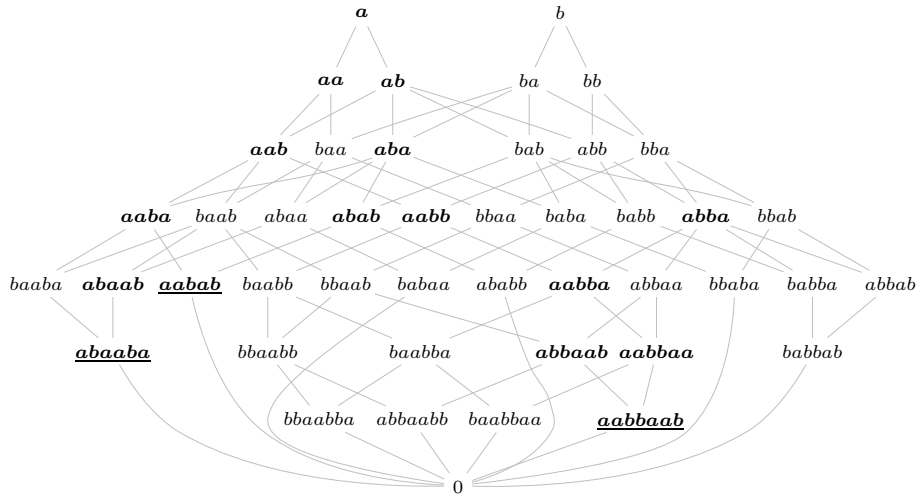 a b
aa ab ba bb
aab baa aba bab abb bba
aaba baab abaa abab aabb bbaa baba babb abba bbab
baaba abaab aabab baabb bbaab babaa ababb aabba abbaa bbaba babba abbab
abaaba bbaabb baabba abbaab aabbaa babbab
bbaabba abbaabb baabbaa aabbaab
0